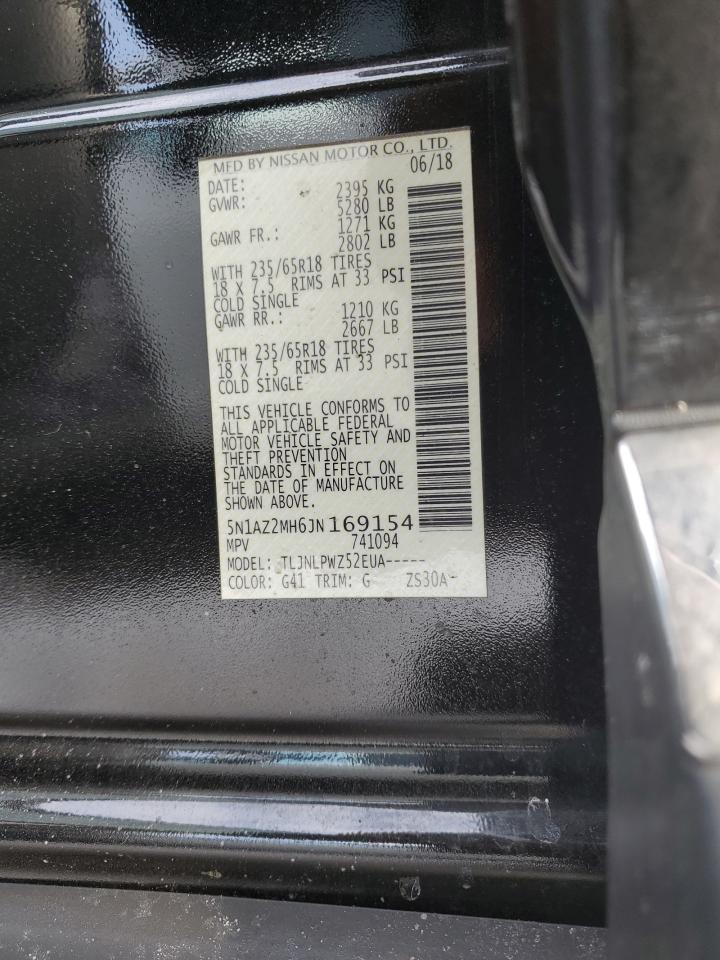 MFD BY NISSAN MOTOR CO., LTD.
DATE: 06/18
GVWR: 2395 KG
5280 LB
GAWR FR.: 1271 KG
2802 LB
WITH 235/65R18 TIRES
18 X 7.5 RIMS AT 33 PSI
COLD SINGLE
GAWR RR.: 1210 KG
2667 LB
WITH 235/65R18 TIRES
18 X 7.5 RIMS AT 33 PSI
COLD SINGLE
THIS VEHICLE CONFORMS TO
ALL APPLICABLE FEDERAL
MOTOR VEHICLE SAFETY AND
THEFT PREVENTION
STANDARDS IN EFFECT ON
THE DATE OF MANUFACTURE
SHOWN ABOVE.
5N1AZ2MH6JN169154
MPV 741094
MODEL: TLJNLPWZ52EUA-----
COLOR: G41 TRIM: G ZS30A-